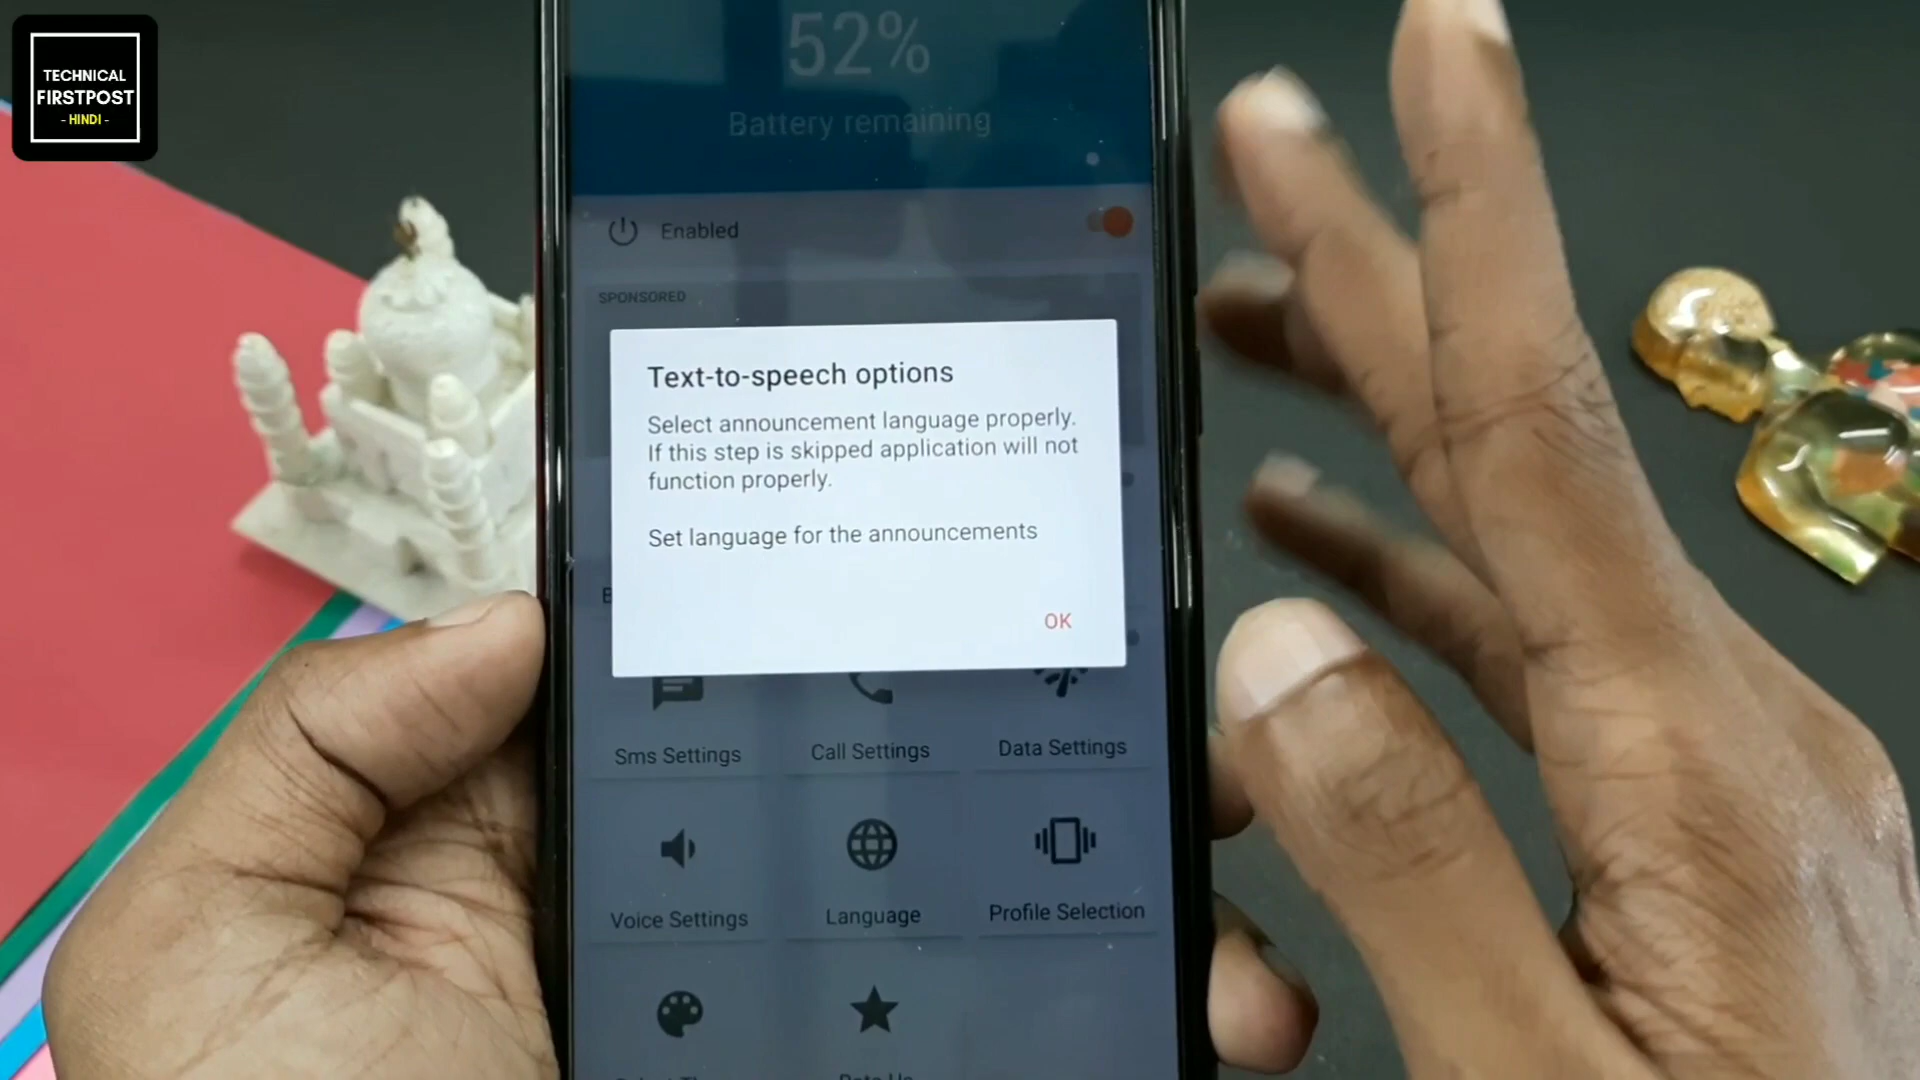 TECHNICAL
FIRSTPOST
- HINDI -
52%
Battery remaining
Enabled
SPONSORED
Text-to-speech options
Select announcement language properly.
If this step is skipped application will not
function properly.
Set language for the announcements
OK
Sms Settings
Call Settings
Data Settings
Voice Settings
Language
Profile Selection